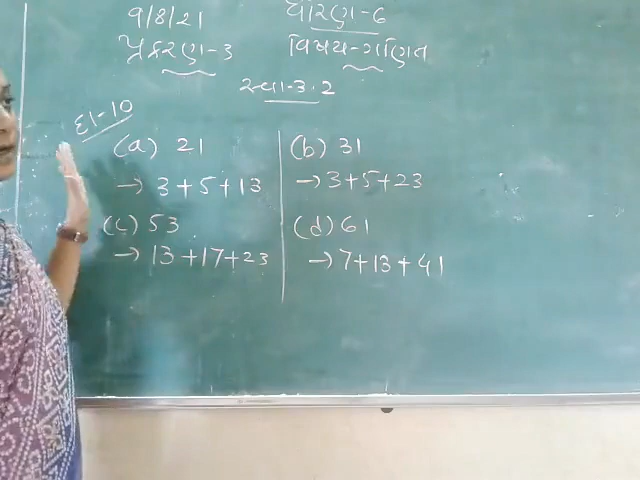 9/8/21
ધોરણ-6
પ્રકરણ-3
વિષય-ગણિત
સ્વા-3.2
દા-10
(a) 21
→ 3+5+13
(b) 31
→ 3+5+23
(c) 53
→ 13+17+23
(d) 61
→ 7+13+41